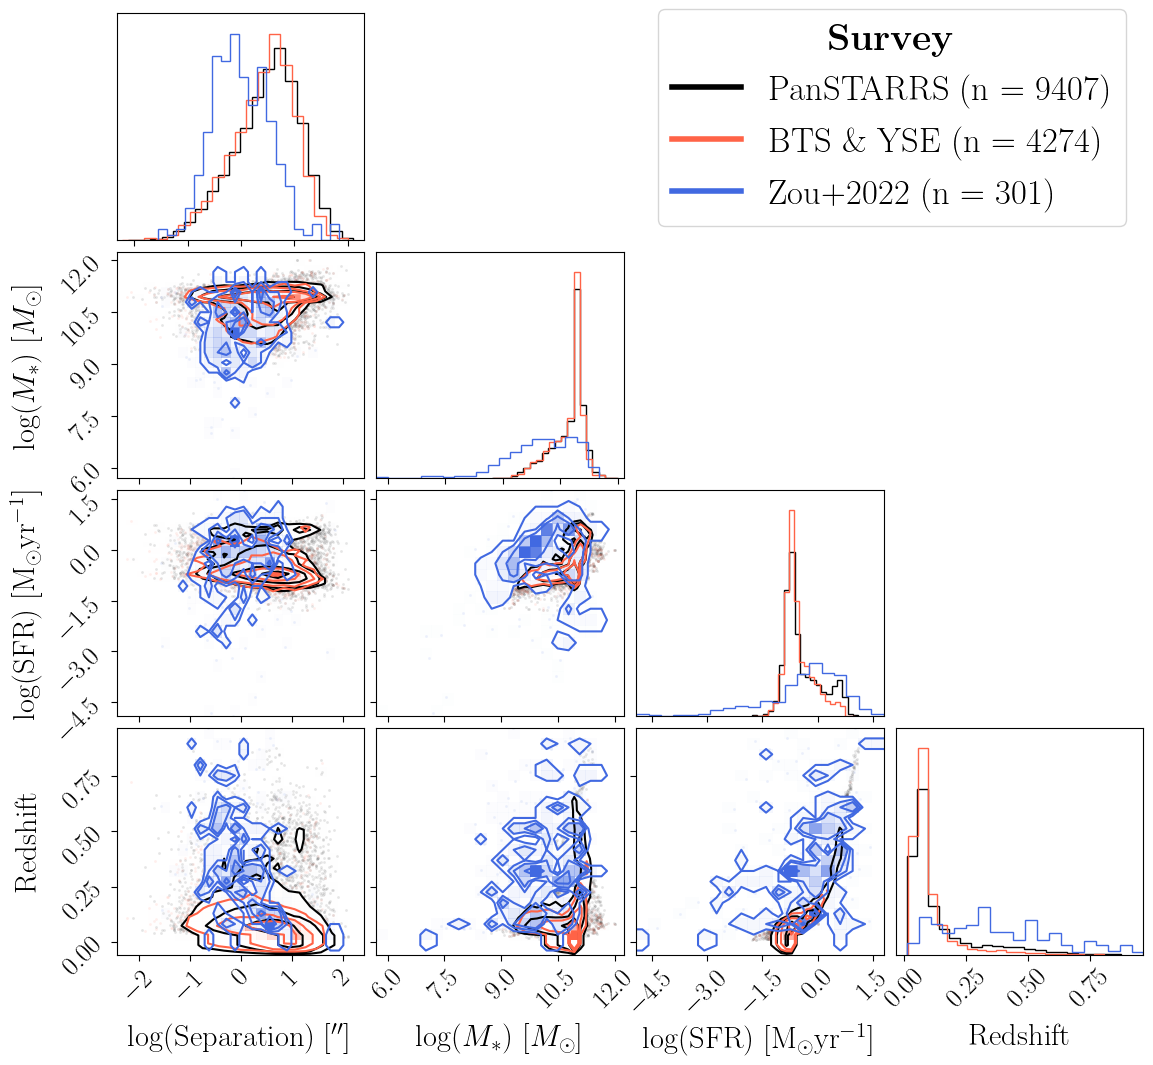 Survey
PanSTARRS (n = 9407)
BTS & YSE (n = 4274)
Zou+2022 (n = 301)
log(M∗) [M⊙]
12.0
10.5
9.0
7.5
6.0
log(SFR) [M⊙yr⁻¹]
1.5
0.0
−1.5
−3.0
−4.5
Redshift
0.75
0.50
0.25
0.00
−2 −1 0 1 2
6.0 7.5 9.0 10.5 12.0
−4.5 −3.0 −1.5 0.0 1.5
0.00 0.25 0.50 0.75
log(Separation) [″] log(M∗) [M⊙] log(SFR) [M⊙yr⁻¹] Redshift